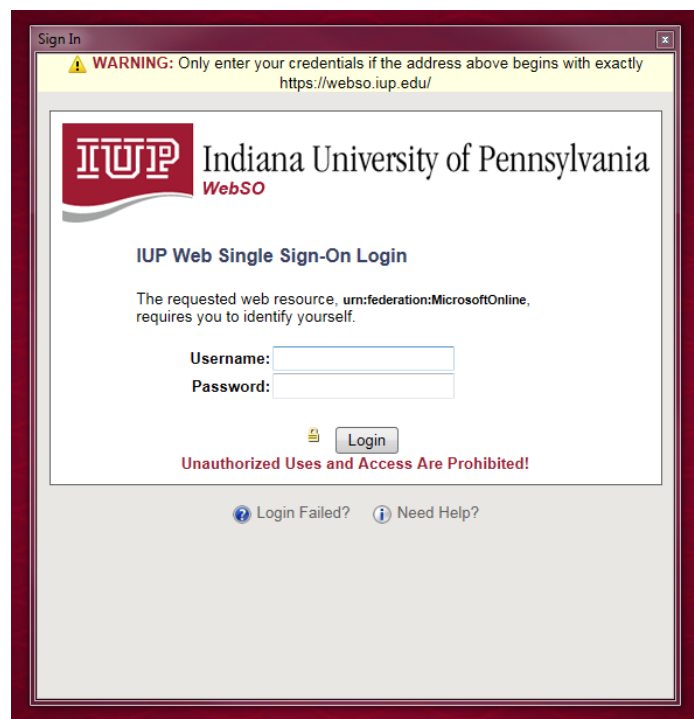 Sign In
WARNING: Only enter your credentials if the address above begins with exactly
https://webso.iup.edu/
IUP Indiana University of Pennsylvania
WebSO
IUP Web Single Sign-On Login
The requested web resource, urn:federation:MicrosoftOnline,
requires you to identify yourself.
Username:
Password:
Login
Unauthorized Uses and Access Are Prohibited!
Login Failed? Need Help?